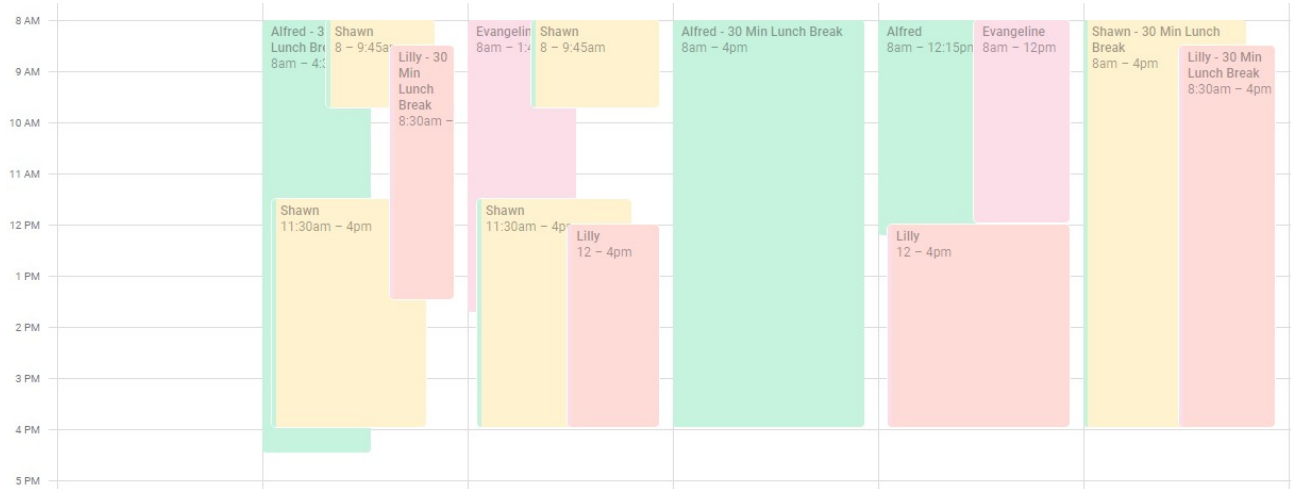 8 AM
9 AM
10 AM
11 AM
12 PM
1 PM
2 PM
3 PM
4 PM
5 PM
Alfred - 3
Lunch Bre
8am – 4:3
Shawn
8 – 9:45a
Lilly - 30
Min
Lunch
Break
8:30am –
Shawn
11:30am – 4pm
Evangelin
8am – 1:4
Shawn
8 – 9:45am
Shawn
11:30am – 4p
Lilly
12 – 4pm
Alfred - 30 Min Lunch Break
8am – 4pm
Alfred
8am – 12:15pm
Evangeline
8am – 12pm
Lilly
12 – 4pm
Shawn - 30 Min Lunch
Break
8am – 4pm
Lilly - 30 Min
Lunch Break
8:30am – 4pm